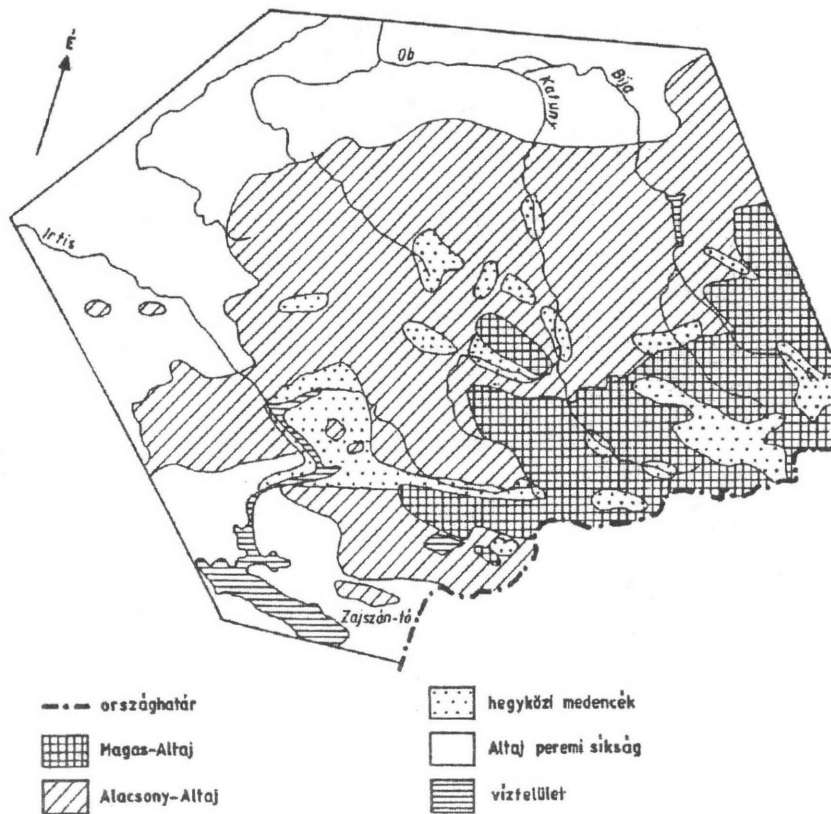 É
Ob
Katuny
Bija
Irtis
Zajszán-tó
országhatár
Magas-Altaj
Alacsony-Altaj
hegyközi medencék
Altaj peremi síkság
vízfelület